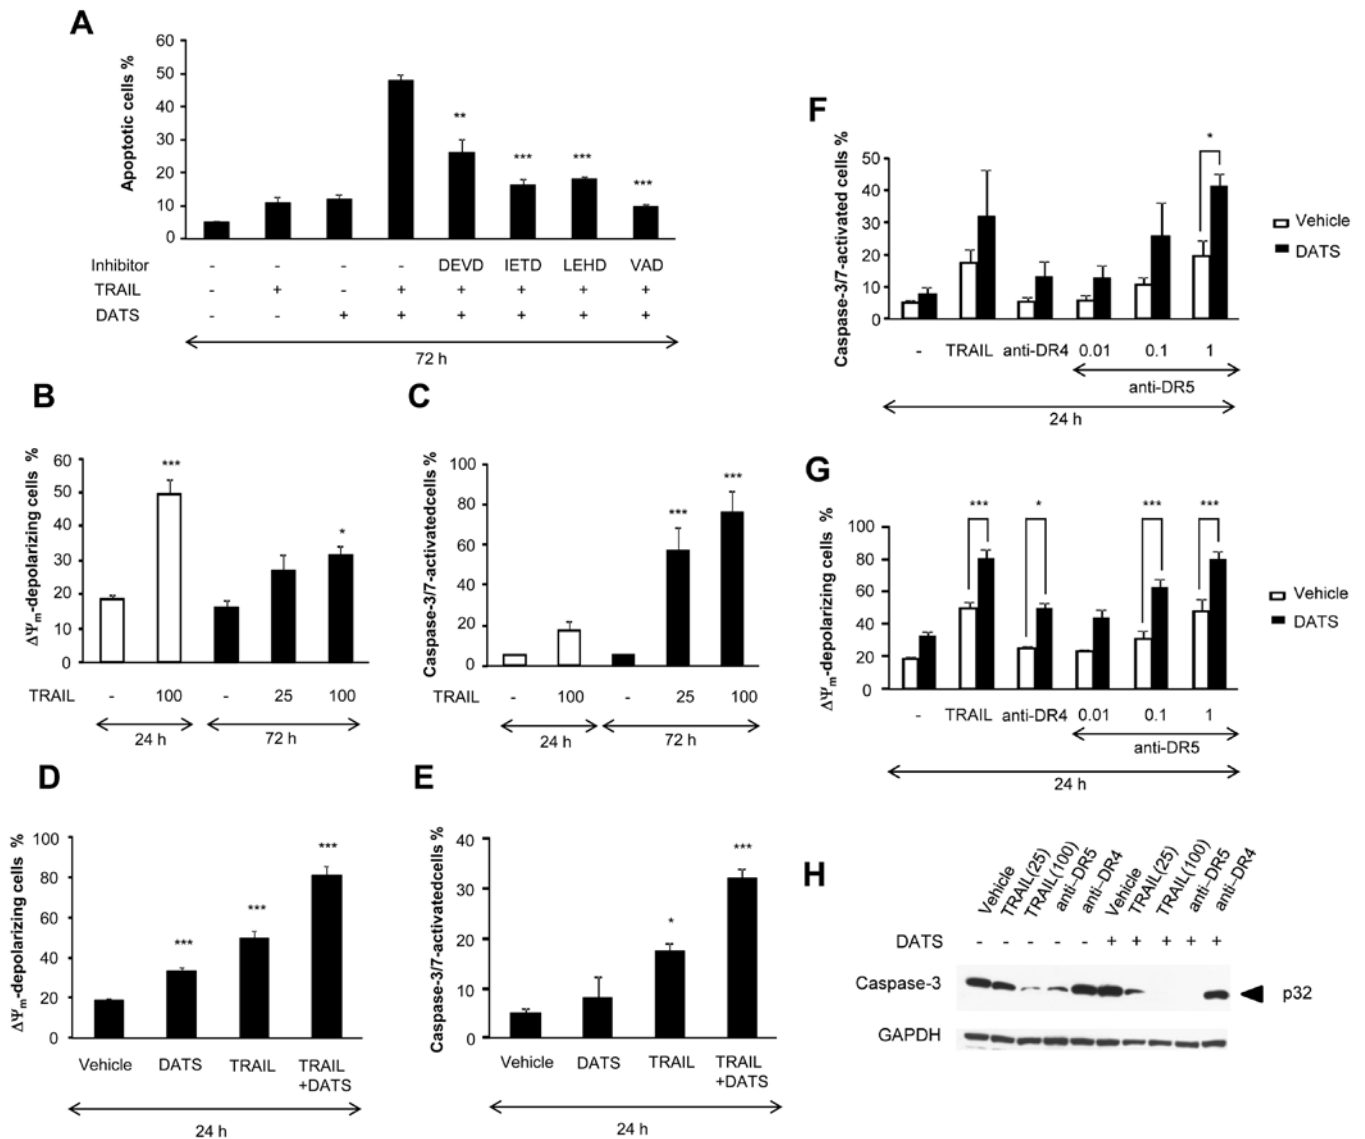 A
Apoptotic cells %
60
50
40
30
20
10
0
**
***
***
***
Inhibitor - - - - DEVD IETD LEHD VAD
TRAIL - + - + + + + +
DATS - - + + + + + +
72 h
B
ΔΨm-depolarizing cells %
60
50
40
30
20
10
0
***
*
TRAIL - 100 - 25 100
24 h 72 h
C
Caspase-3/7-activatedcells %
100
80
60
40
20
0
***
***
TRAIL - 100 - 25 100
24 h 72 h
D
ΔΨm-depolarizing cells %
100
80
60
40
20
0
***
***
***
Vehicle DATS TRAIL TRAIL
+DATS
24 h
E
Caspase-3/7-activatedcells %
40
30
20
10
0
*
***
Vehicle DATS TRAIL TRAIL
+DATS
24 h
F
Caspase-3/7-activated cells %
50
40
30
20
10
0
*
Vehicle
DATS
- TRAIL anti-DR4 0.01 0.1 1
anti-DR5
24 h
G
ΔΨm-depolarizing cells %
100
80
60
40
20
0
***
*
***
***
Vehicle
DATS
- TRAIL anti-DR4 0.01 0.1 1
anti-DR5
24 h
H
Vehicle TRAIL(25) TRAIL(100) anti-DR5 anti-DR4 Vehicle TRAIL(25) TRAIL(100) anti-DR5 anti-DR4
DATS - - - - - + + + + +
Caspase-3 p32
GAPDH